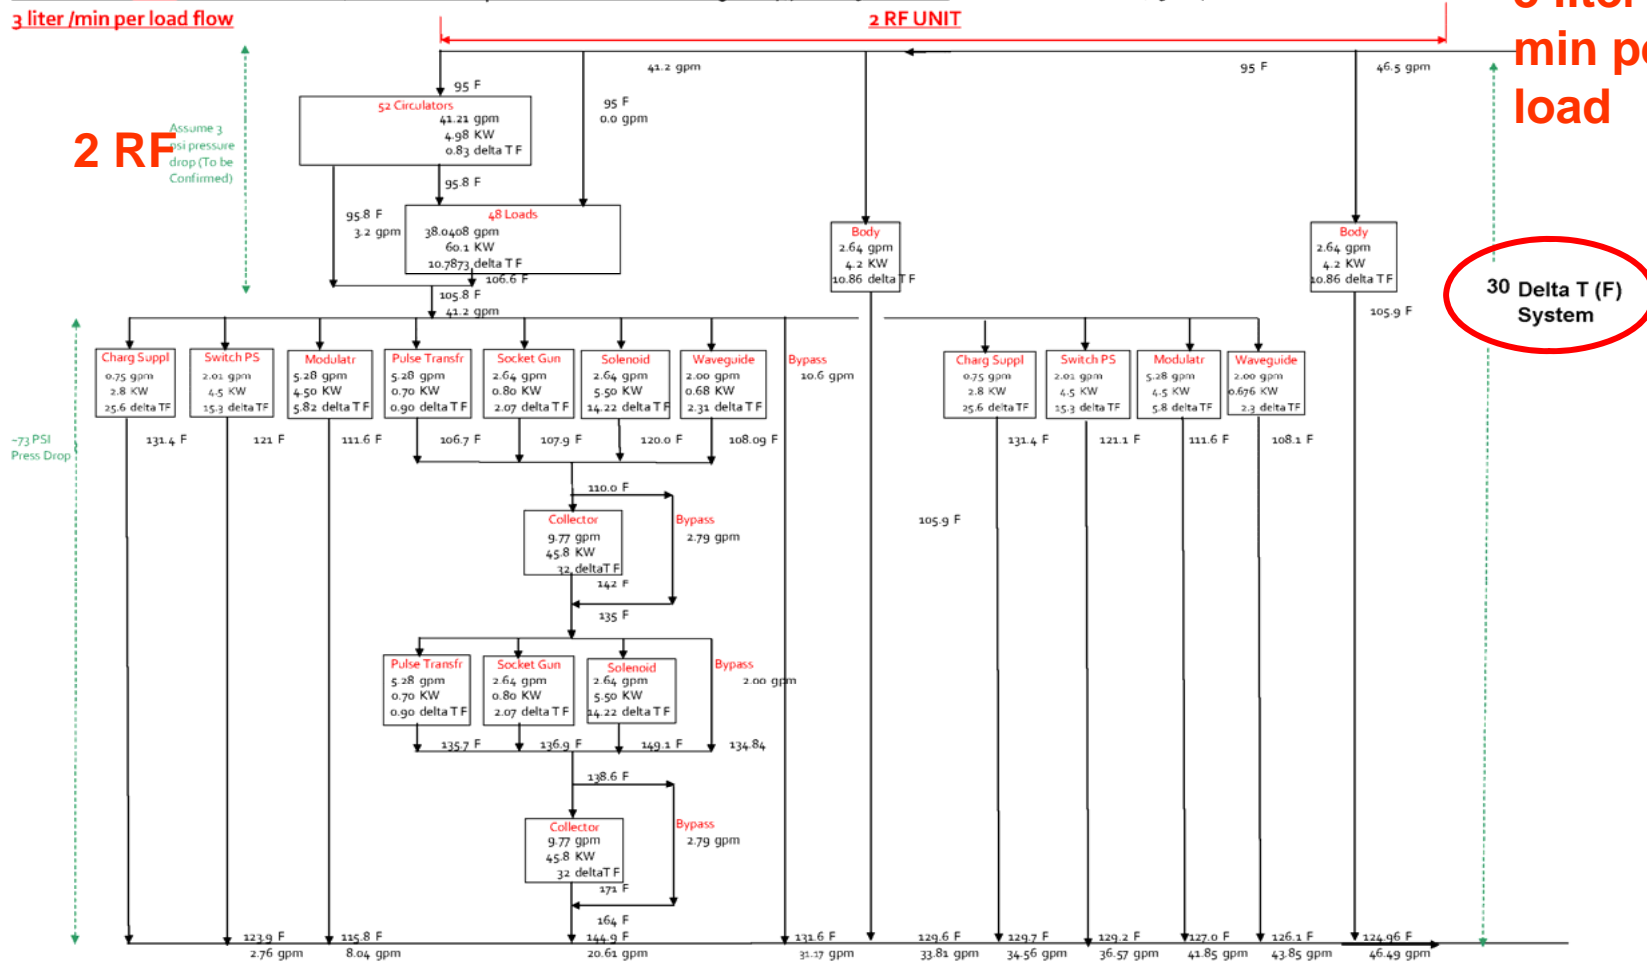 3 liter /min per load flow
2 RF UNIT
min
load
2 RF
Assume 3
psi pressure
drop (To be
Confirmed)
~73 PSI
Press Drop
41.2 gpm
95 F
46.5 gpm
95 F
95 F
0.0 gpm
52 Circulators
41.21 gpm
4.98 KW
0.83 delta T F
95.8 F
95.8 F
3.2 gpm
48 Loads
38.0408 gpm
60.1 KW
10.7873 delta T F
106.6 F
105.8 F
41.2 gpm
Body
2.64 gpm
4.2 KW
10.86 delta T F
Body
2.64 gpm
4.2 KW
10.86 delta T F
105.9 F
30 Delta T (F)
System
Charg Suppl
0.75 gpm
2.8 KW
25.6 delta TF
Switch PS
2.01 gpm
4.5 KW
15.3 delta TF
Modulatr
5.28 gpm
4.50 KW
5.82 delta TF
Pulse Transfr
5.28 gpm
0.70 KW
0.90 delta T F
Socket Gun
2.64 gpm
0.80 KW
2.07 delta T F
Solenoid
2.64 gpm
5.50 KW
14.22 delta T F
Waveguide
2.00 gpm
0.68 KW
2.31 delta T F
Bypass
10.6 gpm
Charg Suppl
0.75 gpm
2.8 KW
25.6 delta TF
Switch PS
2.01 gpm
4.5 KW
15.3 delta TF
Modulatr
5.28 gpm
4.5 KW
5.8 delta TF
Waveguide
2.00 gpm
0.676 KW
2.3 delta TF
131.4 F
121 F
111.6 F
106.7 F
107.9 F
120.0 F
108.09 F
131.4 F
121.1 F
111.6 F
108.1 F
110.0 F
Collector
9.77 gpm
45.8 KW
32 deltaT F
Bypass
2.79 gpm
105.9 F
142 F
135 F
Pulse Transfr
5.28 gpm
0.70 KW
0.90 delta T F
Socket Gun
2.64 gpm
0.80 KW
2.07 delta T F
Solenoid
2.64 gpm
5.50 KW
14.22 delta T F
Bypass
2.00 gpm
135.7 F
136.9 F
149.1 F
134.84
138.6 F
Collector
9.77 gpm
45.8 KW
32 deltaT F
Bypass
2.79 gpm
171 F
164 F
123.9 F
115.8 F
144.9 F
131.6 F
129.6 F
129.7 F
129.2 F
127.0 F
126.1 F
124.96 F
2.76 gpm
8.04 gpm
20.61 gpm
31.17 gpm
33.81 gpm
34.56 gpm
36.57 gpm
41.85 gpm
43.85 gpm
46.49 gpm